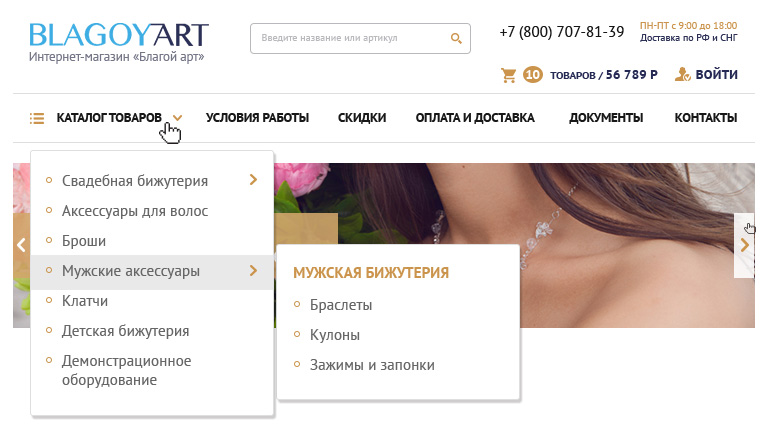 BLAGOYART
Интернет-магазин «Благой арт»
Введите название или артикул
+7 (800) 707-81-39
ПН-ПТ с 9:00 до 18:00
Доставка по РФ и СНГ
10 ТОВАРОВ / 56 789 Р
ВОЙТИ
КАТАЛОГ ТОВАРОВ
УСЛОВИЯ РАБОТЫ
СКИДКИ
ОПЛАТА И ДОСТАВКА
ДОКУМЕНТЫ
КОНТАКТЫ
Свадебная бижутерия
Аксессуары для волос
Броши
Мужские аксессуары
Клатчи
Детская бижутерия
Демонстрационное
оборудование
МУЖСКАЯ БИЖУТЕРИЯ
Браслеты
Кулоны
Зажимы и запонки